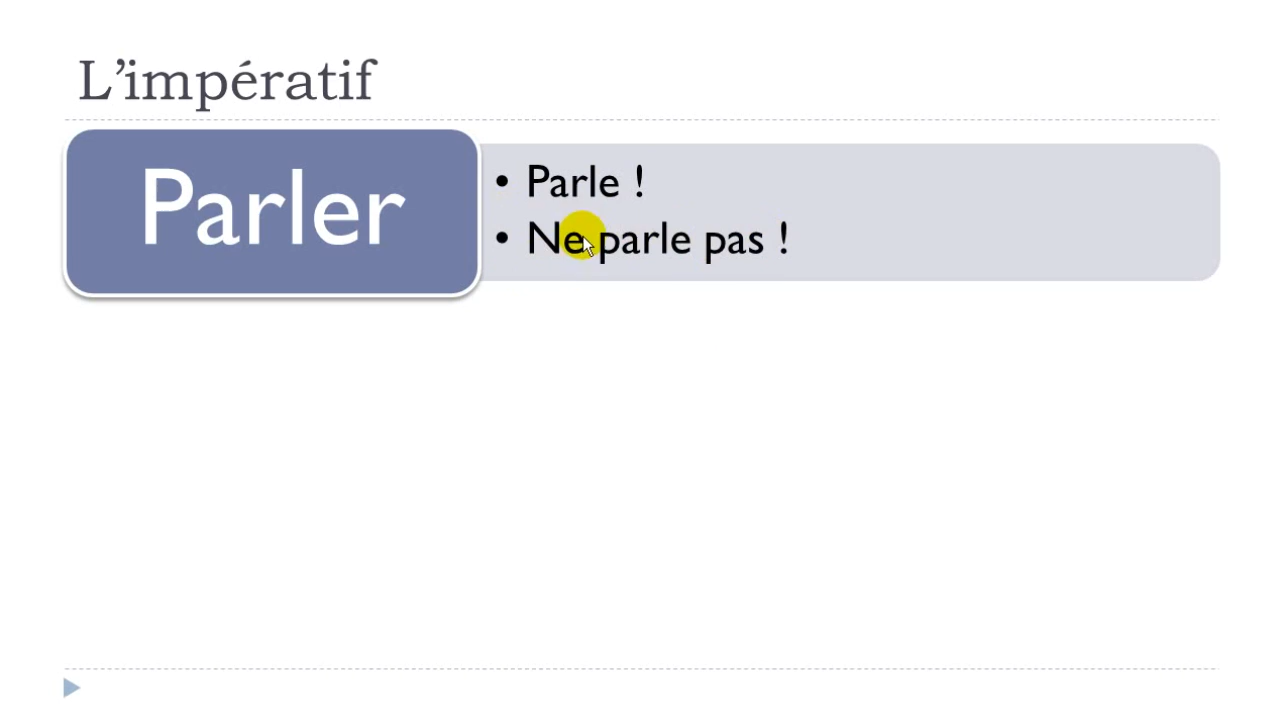 L’impératif
Parler
• Parle !
• Ne parle pas !